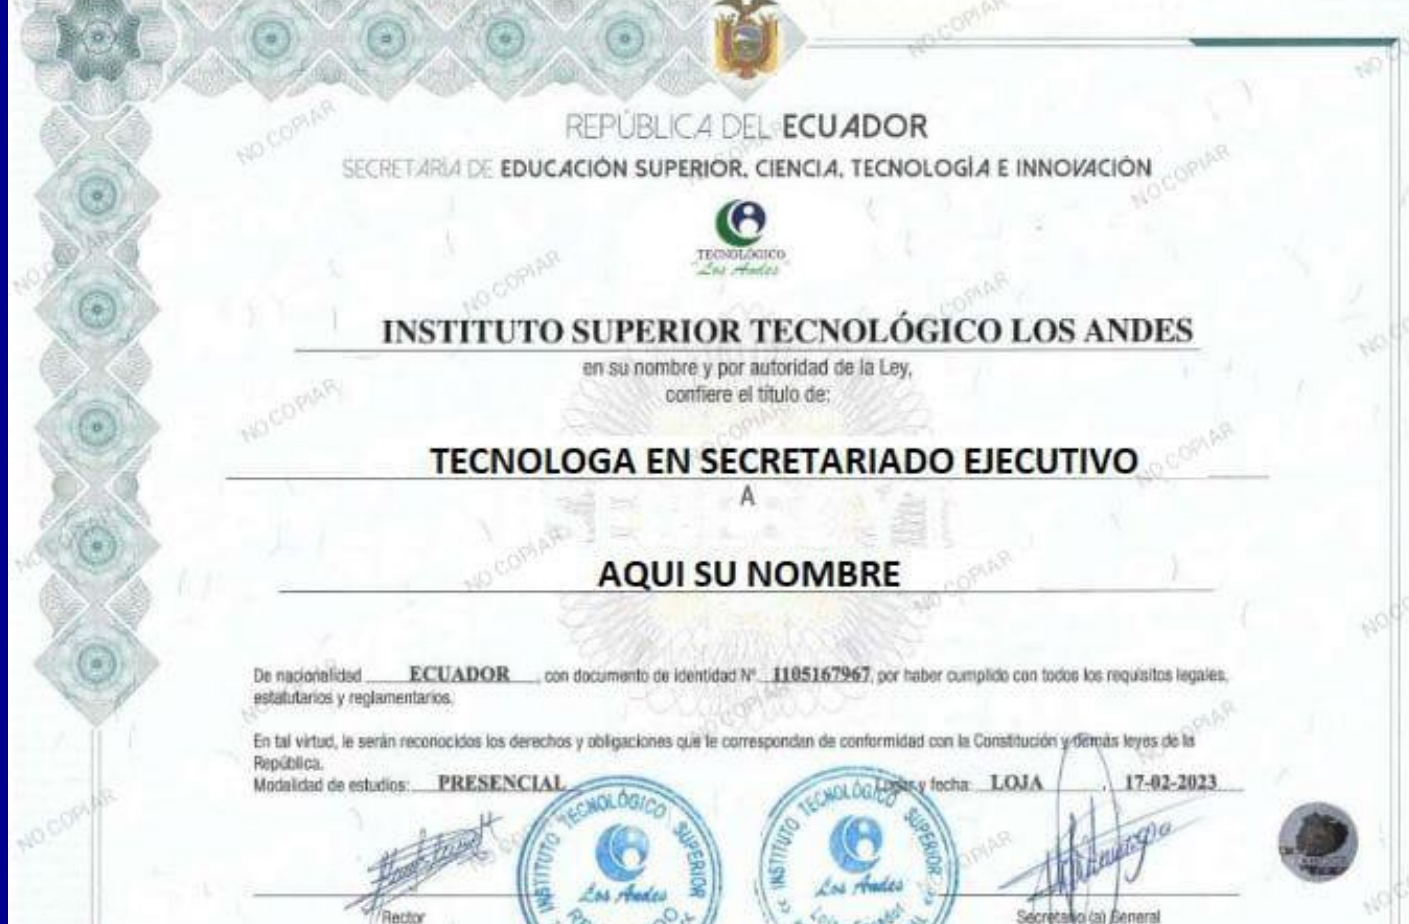 REPÚBLICA DEL ECUADOR
SECRETARÍA DE EDUCACIÓN SUPERIOR, CIENCIA, TECNOLOGÍA E INNOVACIÓN
TECNOLÓGICO
"Los Andes"
INSTITUTO SUPERIOR TECNOLÓGICO LOS ANDES
en su nombre y por autoridad de la Ley,
confiere el título de:
TECNOLOGA EN SECRETARIADO EJECUTIVO
A
AQUI SU NOMBRE
De nacionalidad ECUADOR con documento de identidad N° 1105167967, por haber cumplido con todos los requisitos legales,
estatutarios y reglamentarios.
En tal virtud, le serán reconocidos los derechos y obligaciones que le correspondan de conformidad con la Constitución y demás leyes de la
República.
Modalidad de estudios: PRESENCIAL Lugar y fecha: LOJA , 17-02-2023
INSTITUTO TECNOLÓGICO SUPERIOR
Los Andes
INSTITUTO TECNOLÓGICO SUPERIOR
Los Andes
Rector
Secretario (a) General
NO COPIAR